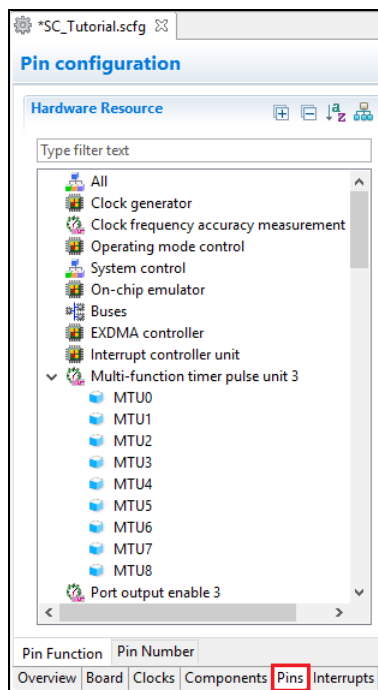 *SC_Tutorial.scfg
Pin configuration
Hardware Resource
Type filter text
All
Clock generator
Clock frequency accuracy measurement
Operating mode control
System control
On-chip emulator
Buses
EXDMA controller
Interrupt controller unit
Multi-function timer pulse unit 3
MTU0
MTU1
MTU2
MTU3
MTU4
MTU5
MTU6
MTU7
MTU8
Port output enable 3
Pin Function Pin Number
Overview Board Clocks Components Pins Interrupts